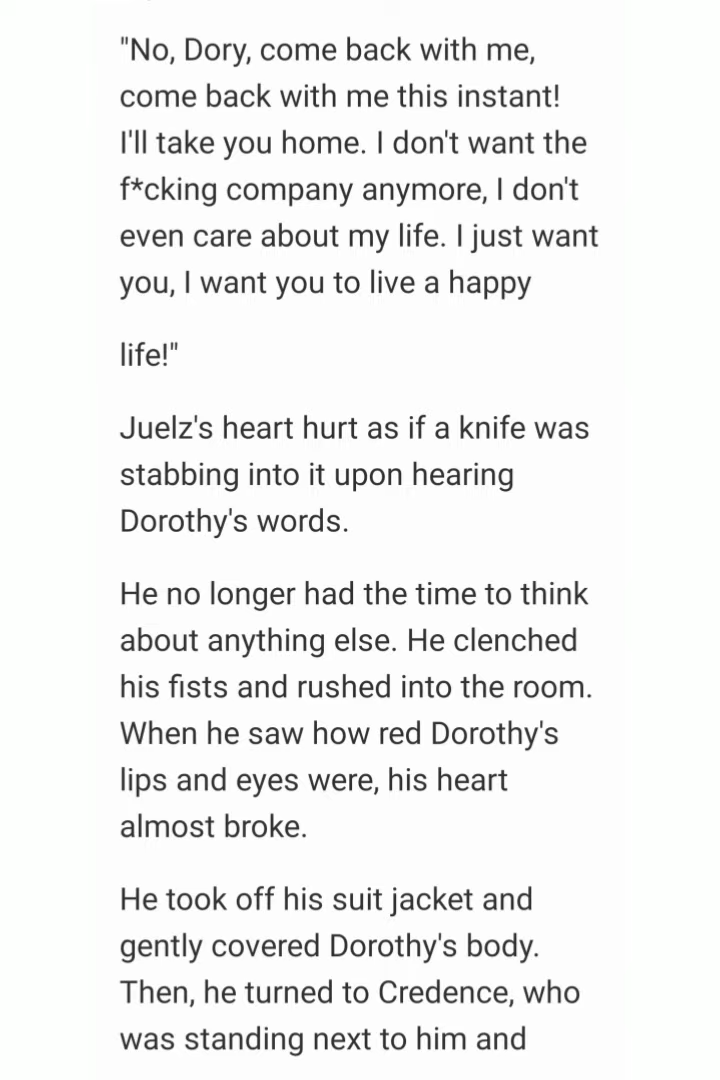 "No, Dory, come back with me,
come back with me this instant!
I'll take you home. I don't want the
f*cking company anymore, I don't
even care about my life. I just want
you, I want you to live a happy
life!"
Juelz's heart hurt as if a knife was
stabbing into it upon hearing
Dorothy's words.
He no longer had the time to think
about anything else. He clenched
his fists and rushed into the room.
When he saw how red Dorothy's
lips and eyes were, his heart
almost broke.
He took off his suit jacket and
gently covered Dorothy's body.
Then, he turned to Credence, who
was standing next to him and